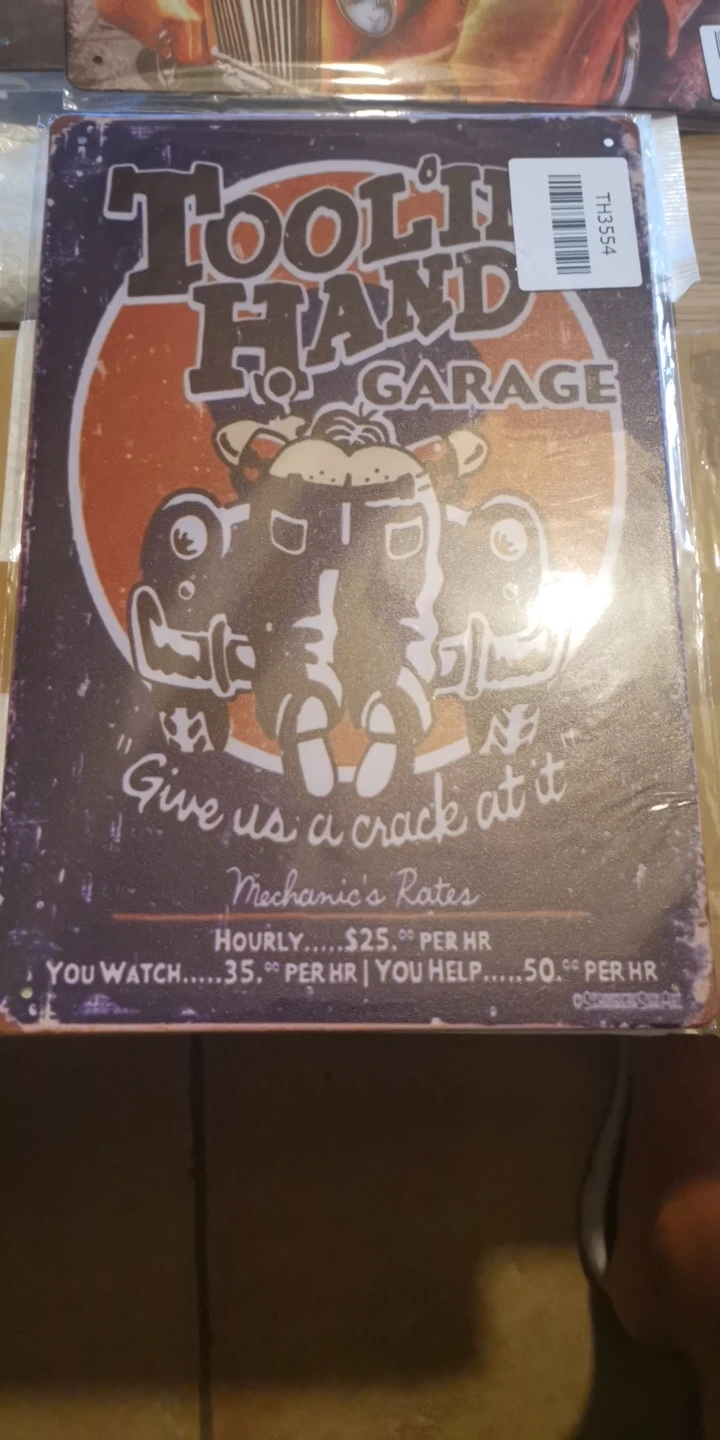 TOOL'IN
HAND
GARAGE
TH3554
"Give us a crack at it"
Mechanic's Rates
HOURLY.....$25.00 PER HR
YOU WATCH.....35.00 PER HR | YOU HELP.....50.00 PER HR